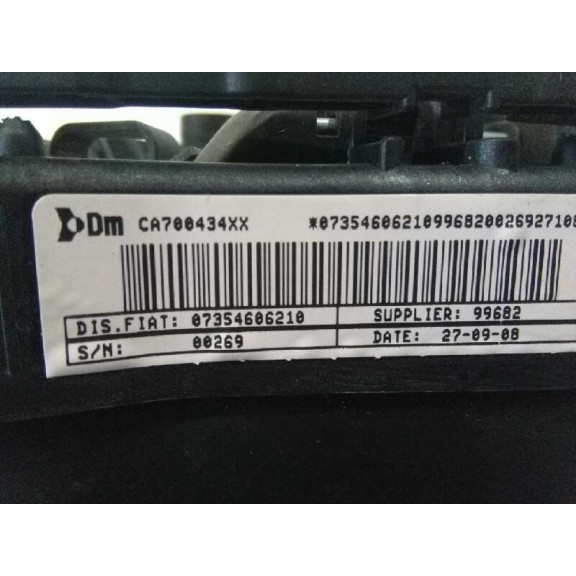 Dm CA700434XX *07354606210996820026927108
DIS.FIAT: 07354606210 SUPPLIER: 99682
S/N: 00269 DATE: 27-09-08